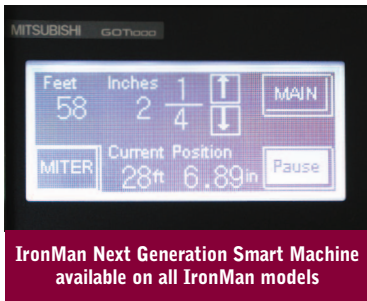 MITSUBISHI GOT1000
Feet Inches 1 ↑ MAIN
58 2 4 ↓
MITER Current Position Pause
28ft 6.89in
IronMan Next Generation Smart Machine
available on all IronMan models